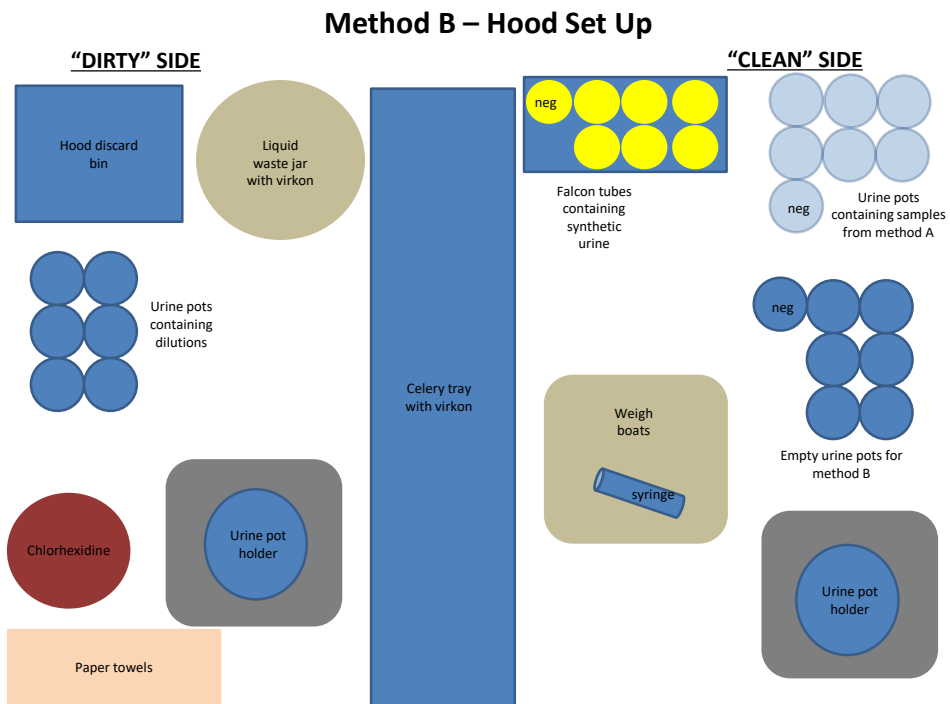 Method B – Hood Set Up
“DIRTY” SIDE
“CLEAN” SIDE
Hood discard
bin
Liquid
waste jar
with virkon
neg
Falcon tubes
containing
synthetic
urine
neg
Urine pots
containing samples
from method A
Urine pots
containing
dilutions
Celery tray
with virkon
neg
Empty urine pots for
method B
Weigh
boats
syringe
Chlorhexidine
Urine pot
holder
Urine pot
holder
Paper towels